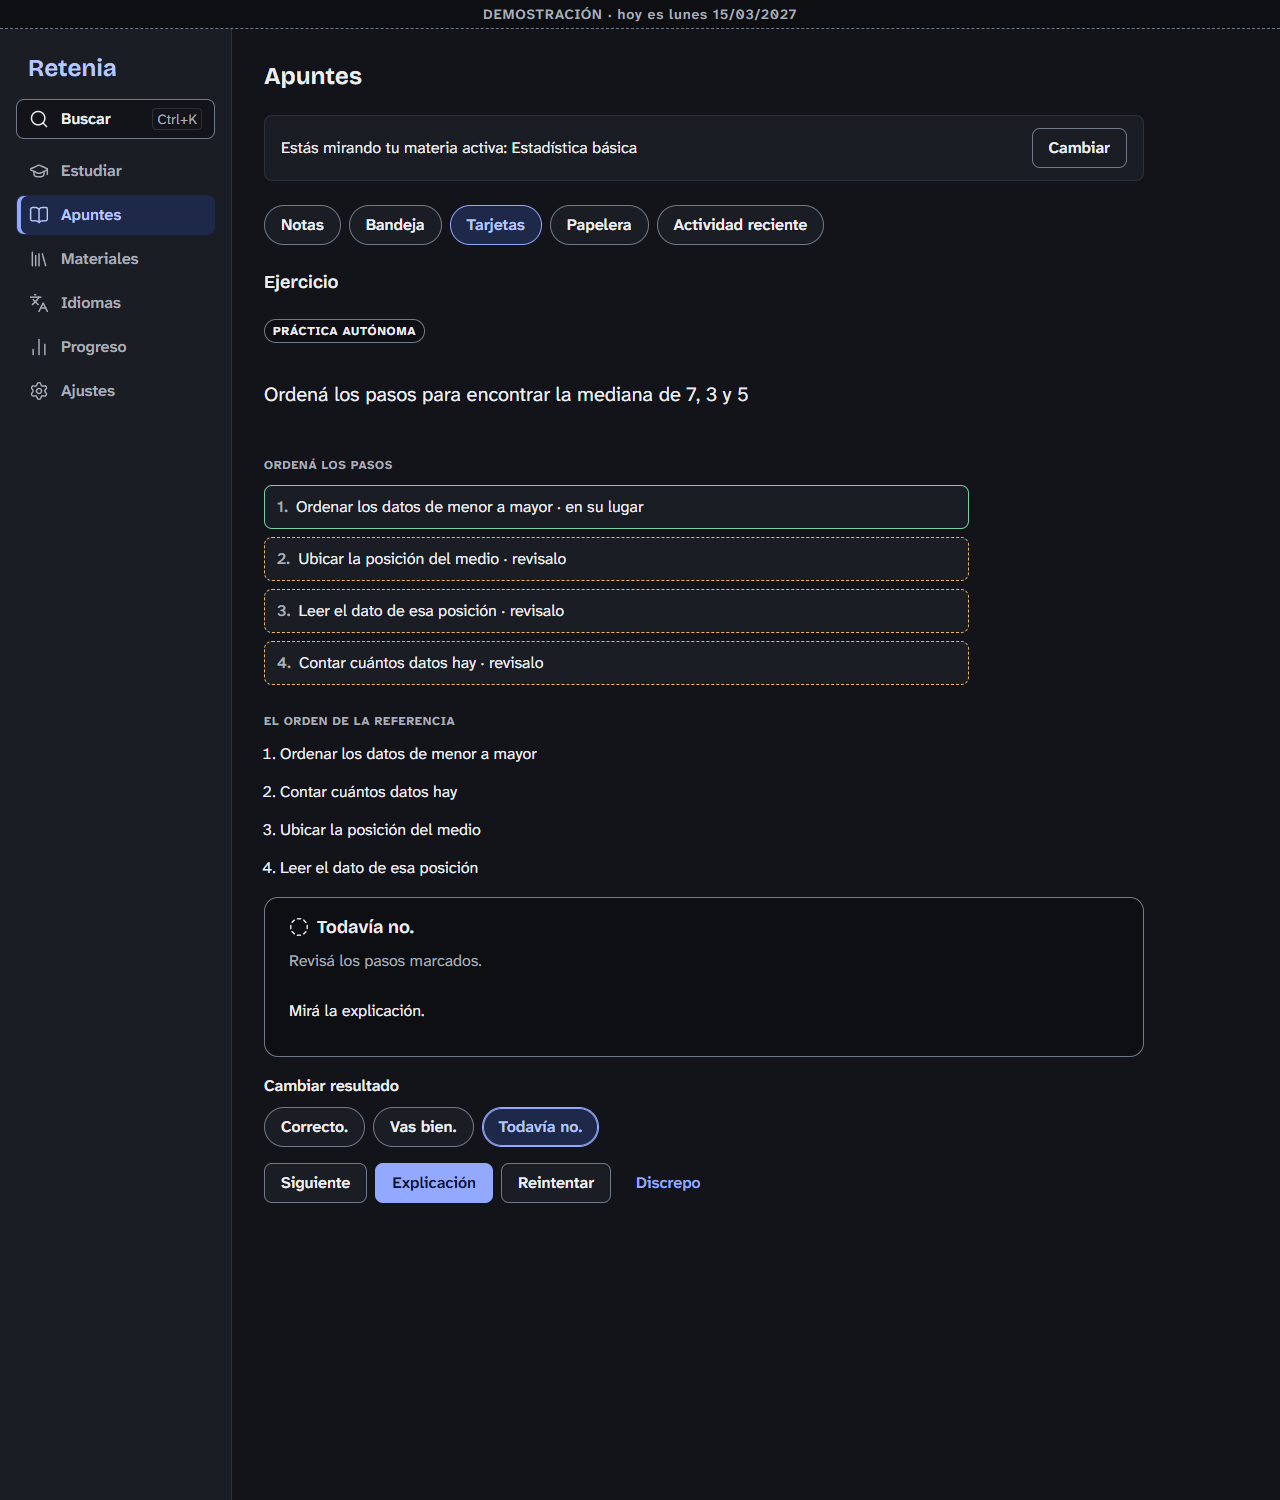 DEMOSTRACIÓN · hoy es lunes 15/03/2027
Retenia
Buscar Ctrl+K
Estudiar
Apuntes
Materiales
Idiomas
Progreso
Ajustes
Apuntes
Estás mirando tu materia activa: Estadística básica
Cambiar
Notas Bandeja Tarjetas Papelera Actividad reciente
Ejercicio
PRÁCTICA AUTÓNOMA
Ordená los pasos para encontrar la mediana de 7, 3 y 5
ORDENÁ LOS PASOS
1. Ordenar los datos de menor a mayor · en su lugar
2. Ubicar la posición del medio · revisalo
3. Leer el dato de esa posición · revisalo
4. Contar cuántos datos hay · revisalo
EL ORDEN DE LA REFERENCIA
1. Ordenar los datos de menor a mayor
2. Contar cuántos datos hay
3. Ubicar la posición del medio
4. Leer el dato de esa posición
Todavía no.
Revisá los pasos marcados.
Mirá la explicación.
Cambiar resultado
Correcto. Vas bien. Todavía no.
Siguiente Explicación Reintentar Discrepo